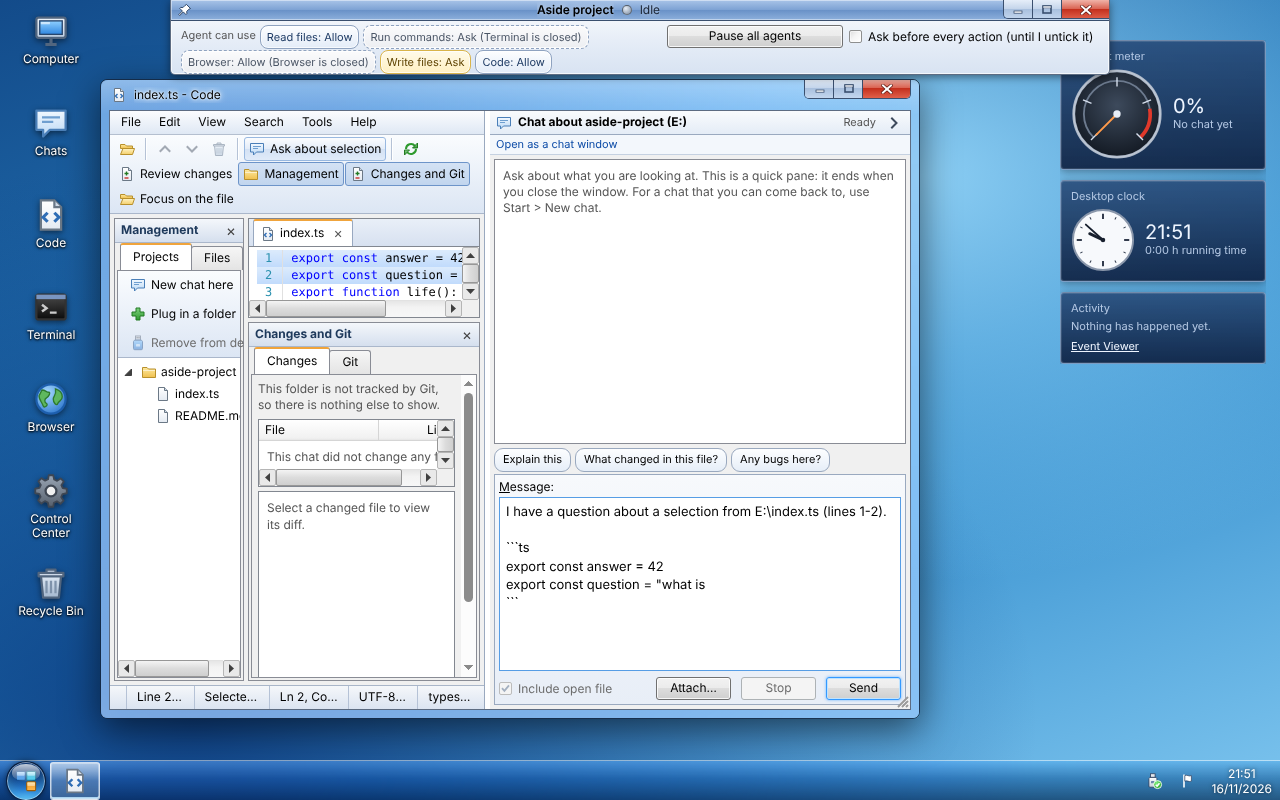 Aside project Idle
Agent can use Read files: Allow Run commands: Ask (Terminal is closed)
Browser: Allow (Browser is closed) Write files: Ask Code: Allow
Pause all agents Ask before every action (until I untick it)
Computer
Chats
Code
Terminal
Browser
Control
Center
Recycle Bin
meter
0%
No chat yet
Desktop clock
21:51
0:00 h running time
Activity
Nothing has happened yet.
Event Viewer
index.ts - Code
File Edit View Search Tools Help
Ask about selection
Review changes Management Changes and Git
Focus on the file
Management
Projects Files
New chat here
Plug in a folder
Remove from de
aside-project
index.ts
README.m
index.ts
1 export const answer = 42
2 export const question =
3 export function life():
Changes and Git
Changes Git
This folder is not tracked by Git,
so there is nothing else to show.
File Li
This chat did not change any f
Select a changed file to view
its diff.
Line 2... Selecte... Ln 2, Co... UTF-8... types...
Chat about aside-project (E:) Ready
Open as a chat window
Ask about what you are looking at. This is a quick pane: it ends when
you close the window. For a chat that you can come back to, use
Start > New chat.
Explain this What changed in this file? Any bugs here?
Message:
I have a question about a selection from E:\index.ts (lines 1-2).
```ts
export const answer = 42
export const question = "what is
```
Include open file Attach... Stop Send
21:51
16/11/2026